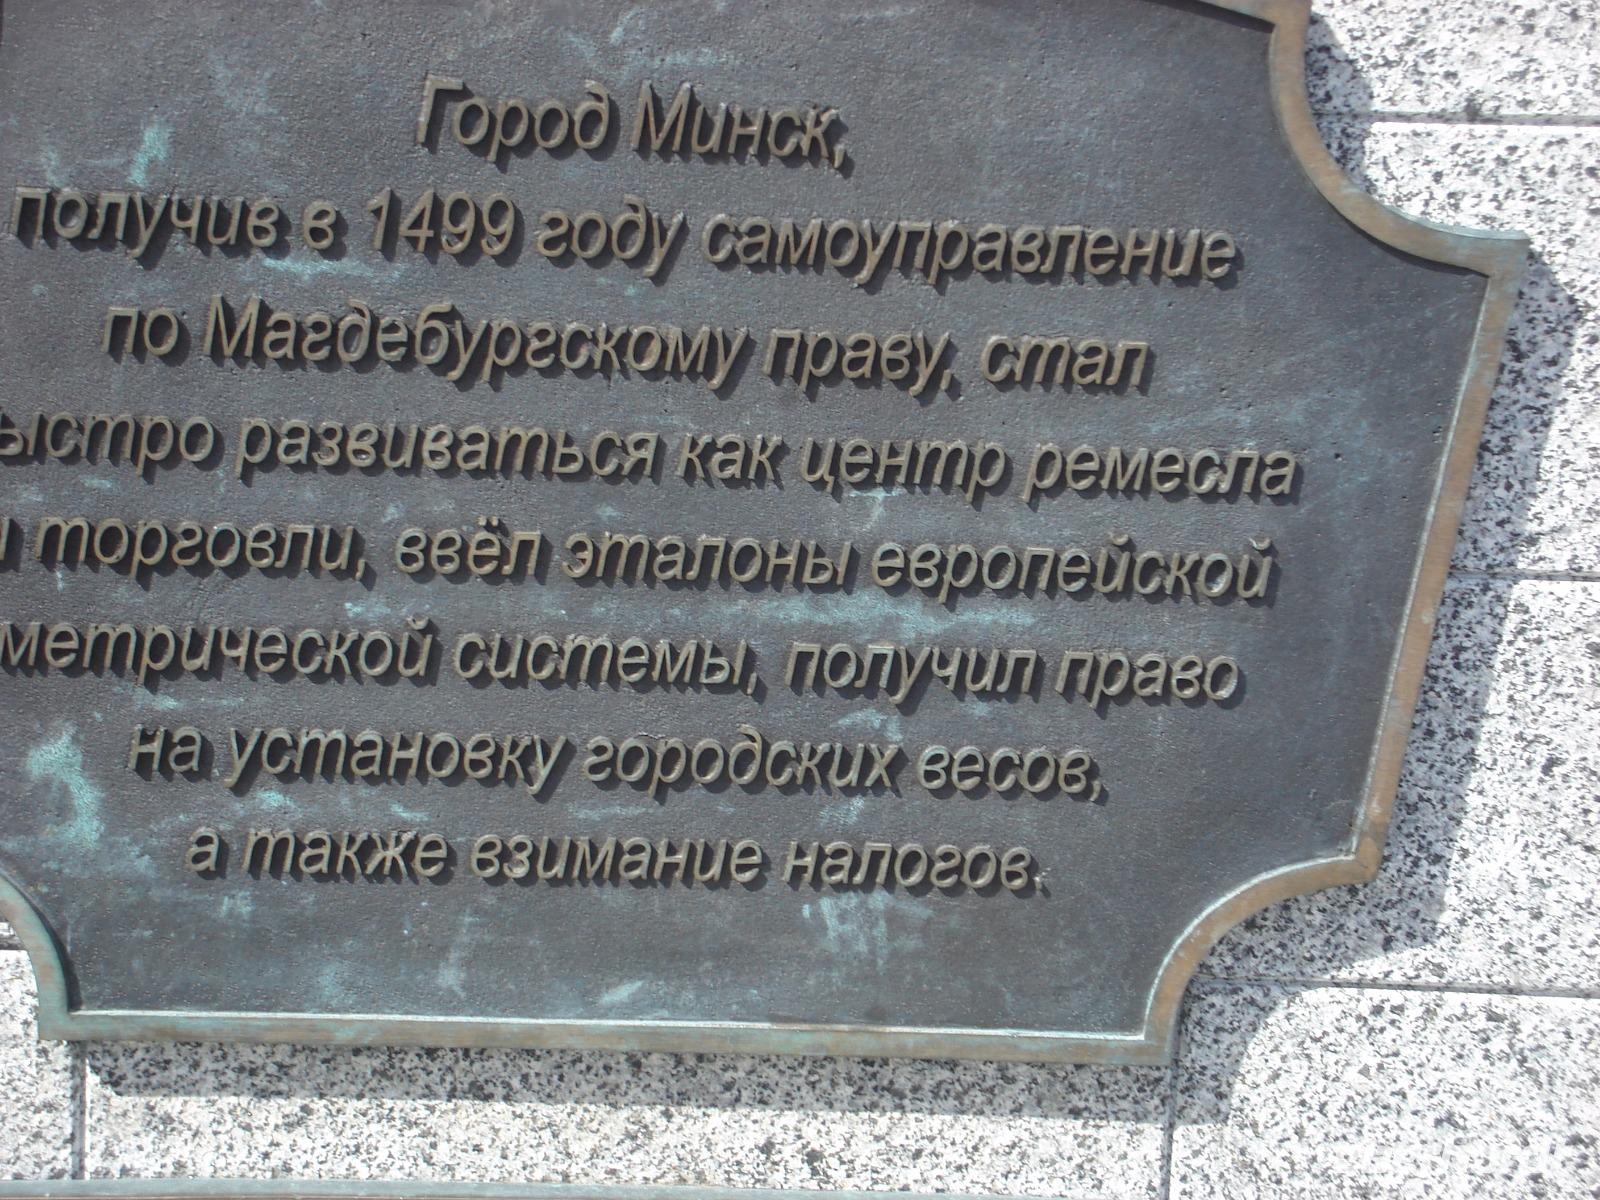 Город Минск,
получив в 1499 году самоуправление
по Магдебургскому праву, стал
быстро развиваться как центр ремесла
и торговли, ввёл эталоны европейской
метрической системы, получил право
на установку городских весов,
а также взимание налогов.